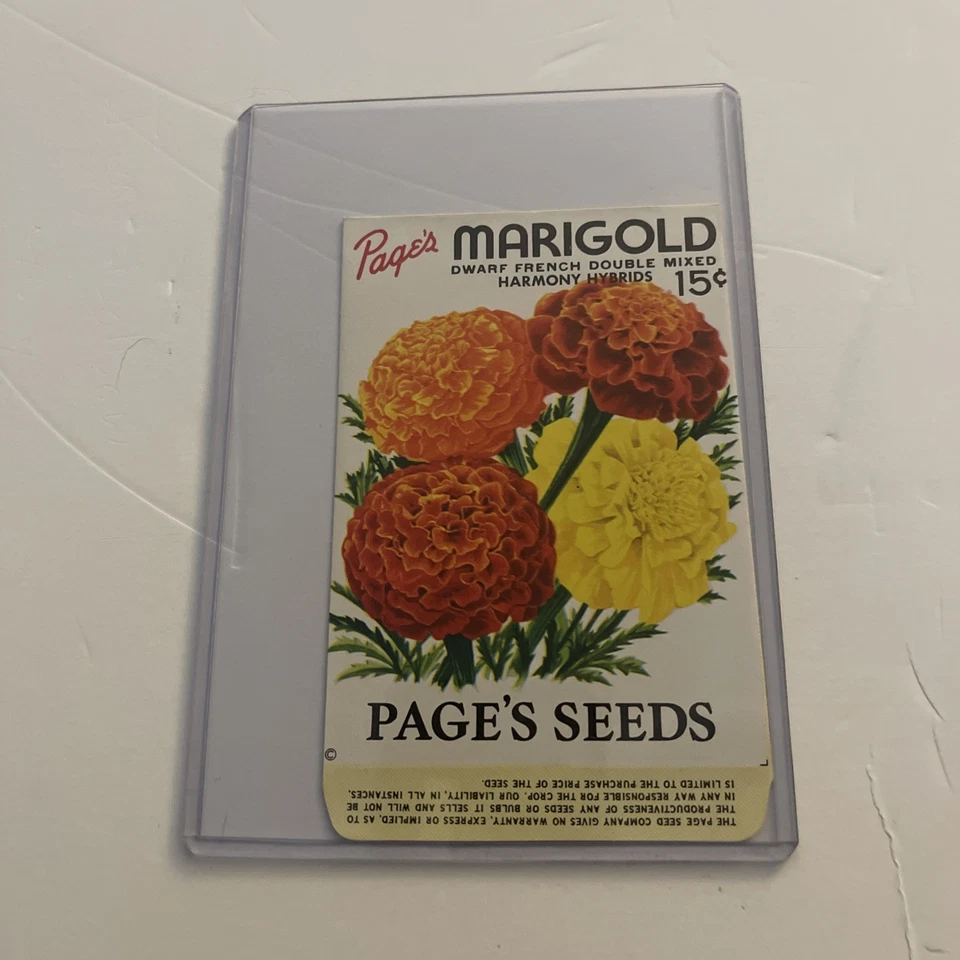 Page's MARIGOLD
DWARF FRENCH DOUBLE MIXED
HARMONY HYBRIDS 15¢
PAGE'S SEEDS
© L
THE PAGE SEED COMPANY GIVES NO WARRANTY, EXPRESS OR IMPLIED, AS TO
THE PRODUCTIVENESS OF ANY SEEDS OR BULBS IT SELLS AND WILL NOT BE
IN ANY WAY RESPONSIBLE FOR THE CROP. OUR LIABILITY, IN ALL INSTANCES,
IS LIMITED TO THE PURCHASE PRICE OF THE SEED.